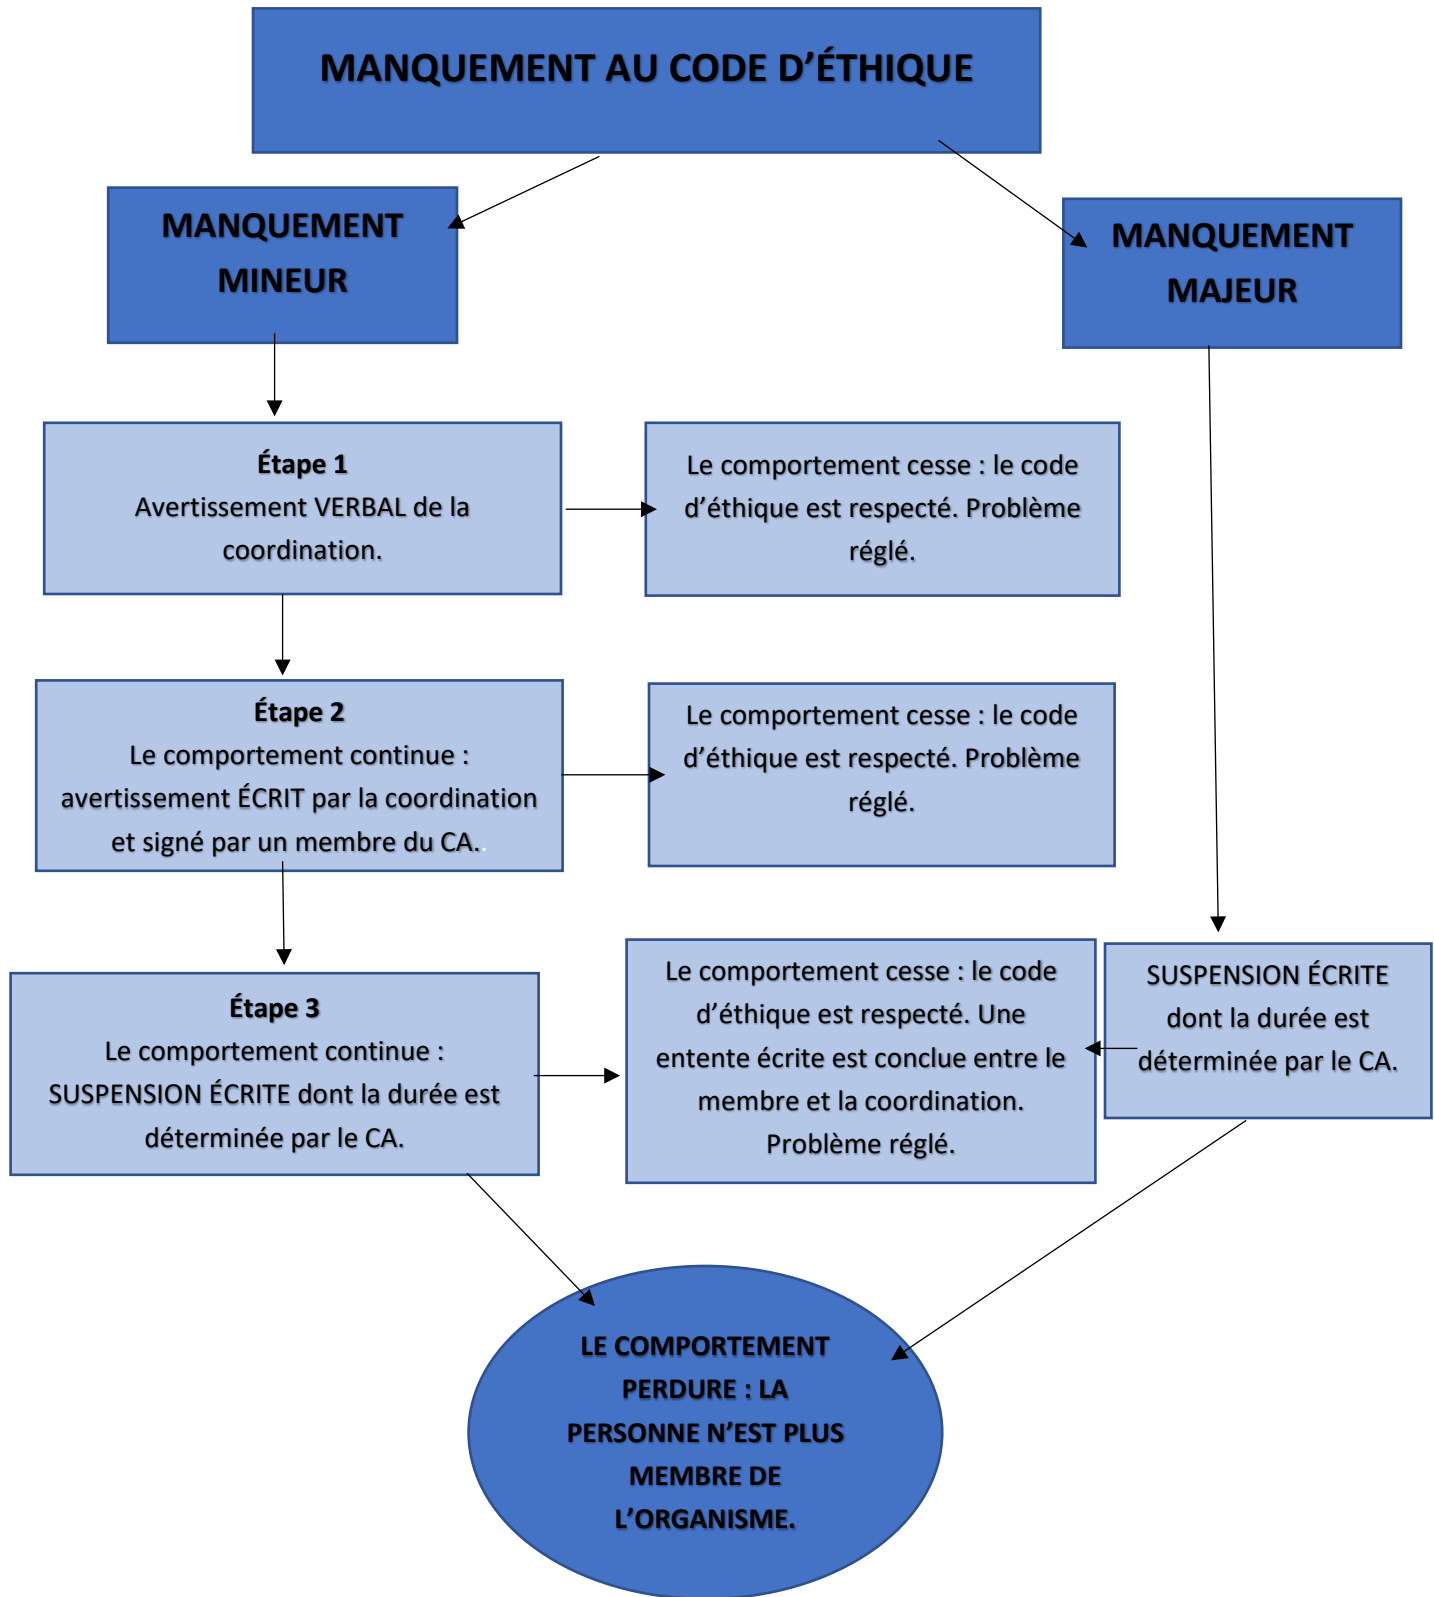 MANQUEMENT AU CODE D’ÉTHIQUE
MANQUEMENT
MINEUR
MANQUEMENT
MAJEUR
Étape 1
Avertissement VERBAL de la
coordination.
Le comportement cesse : le code
d’éthique est respecté. Problème
réglé.
Étape 2
Le comportement continue :
avertissement ÉCRIT par la coordination
et signé par un membre du CA..
Le comportement cesse : le code
d’éthique est respecté. Problème
réglé.
Étape 3
Le comportement continue :
SUSPENSION ÉCRITE dont la durée est
déterminée par le CA.
Le comportement cesse : le code
d’éthique est respecté. Une
entente écrite est conclue entre le
membre et la coordination.
Problème réglé.
SUSPENSION ÉCRITE
dont la durée est
déterminée par le CA.
LE COMPORTEMENT
PERDURE : LA
PERSONNE N’EST PLUS
MEMBRE DE
L’ORGANISME.